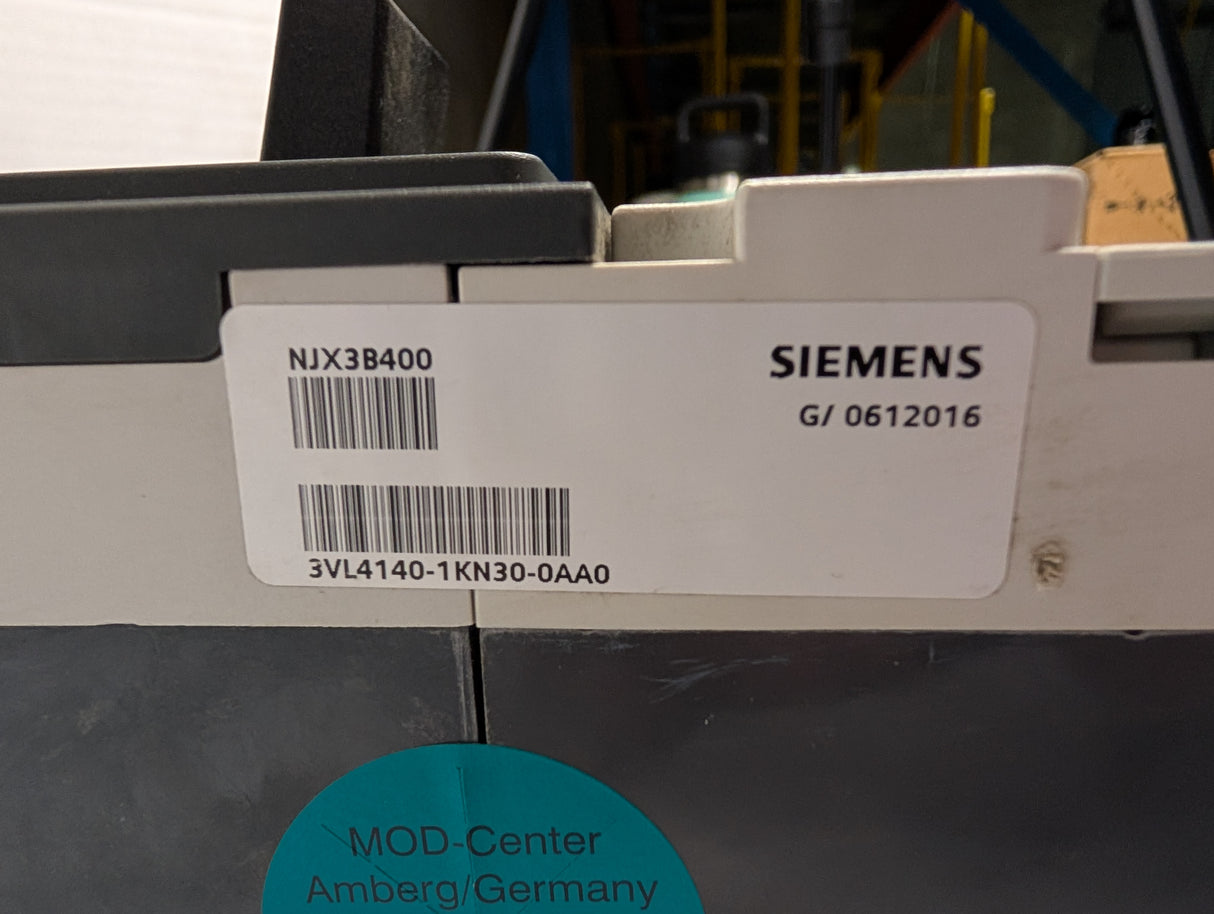 NJX3B400
SIEMENS
G/ 0612016
3VL4140-1KN30-0AA0
MOD-Center
Amberg/Germany